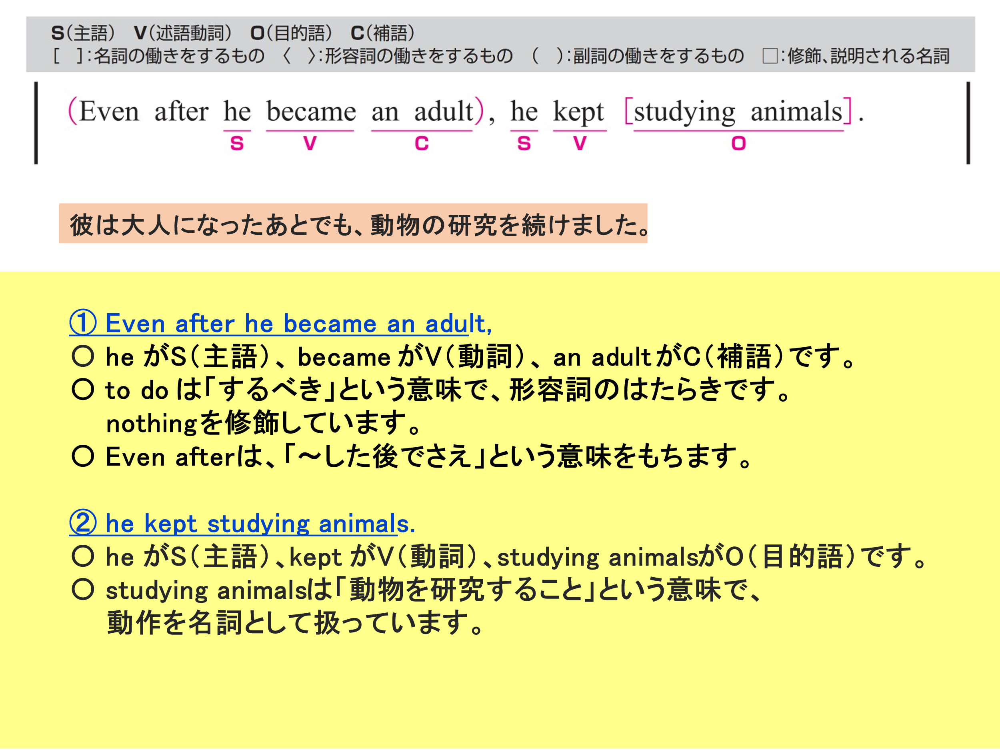 S（主語）　V（述語動詞）　O（目的語）　C（補語）
［　］：名詞の働きをするもの　〈　〉：形容詞の働きをするもの　（　）：副詞の働きをするもの　□：修飾、説明される名詞
(Even after he became an adult), he kept [studying animals].
S V C S V O
彼は大人になったあとでも、動物の研究を続けました。
① Even after he became an adult,
○ he がS（主語）、became がV（動詞）、an adultがC（補語）です。
○ to do は「するべき」という意味で、形容詞のはたらきです。
nothingを修飾しています。
○ Even afterは、「～した後でさえ」という意味をもちます。
② he kept studying animals.
○ he がS（主語）、kept がV（動詞）、studying animalsがO（目的語）です。
○ studying animalsは「動物を研究すること」という意味で、
動作を名詞として扱っています。